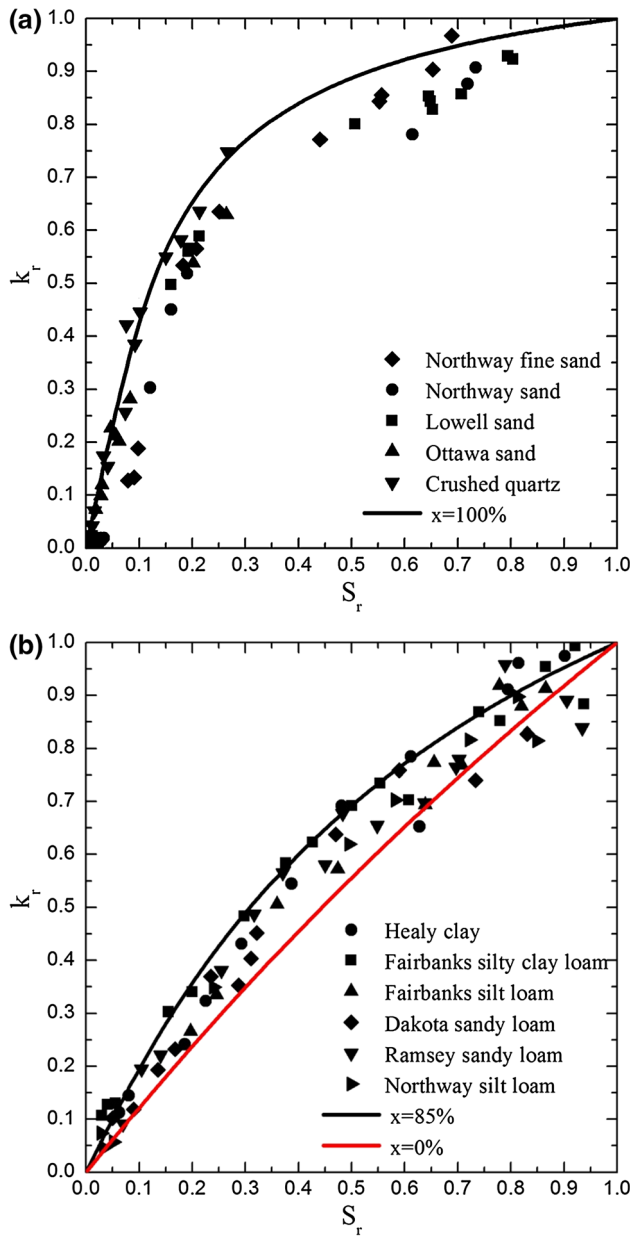 (a)
1.0
0.9
0.8
0.7
0.6
0.5
0.4
0.3
0.2
0.1
0.0
k_r
Northway fine sand
Northway sand
Lowell sand
Ottawa sand
Crushed quartz
x=100%
0.0 0.1 0.2 0.3 0.4 0.5 0.6 0.7 0.8 0.9 1.0
S_r
(b)
1.0
0.9
0.8
0.7
0.6
0.5
0.4
0.3
0.2
0.1
0.0
k_r
Healy clay
Fairbanks silty clay loam
Fairbanks silt loam
Dakota sandy loam
Ramsey sandy loam
Northway silt loam
x=85%
x=0%
0.0 0.1 0.2 0.3 0.4 0.5 0.6 0.7 0.8 0.9 1.0
S_r